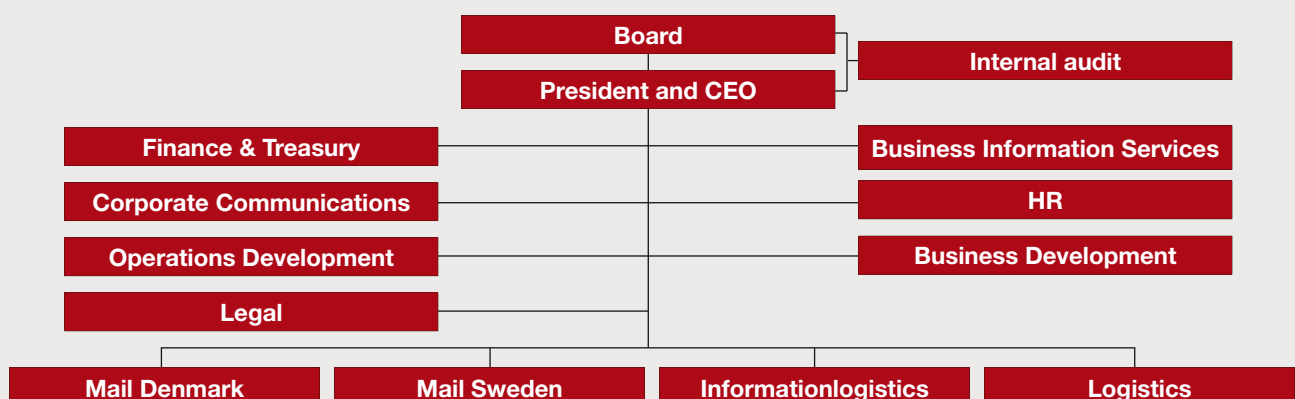 Board
Internal audit
President and CEO
Finance & Treasury
Business Information Services
Corporate Communications
HR
Operations Development
Business Development
Legal
Mail Denmark
Mail Sweden
Informationlogistics
Logistics